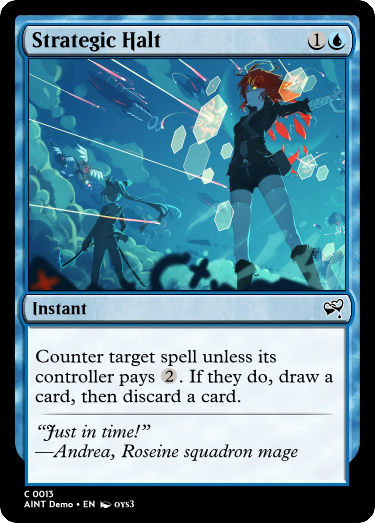 Strategic Halt 1
Instant
Counter target spell unless its
controller pays 2. If they do, draw a
card, then discard a card.
“Just in time!”
—Andrea, Roseine squadron mage
C 0013
AINT Demo • EN oys3